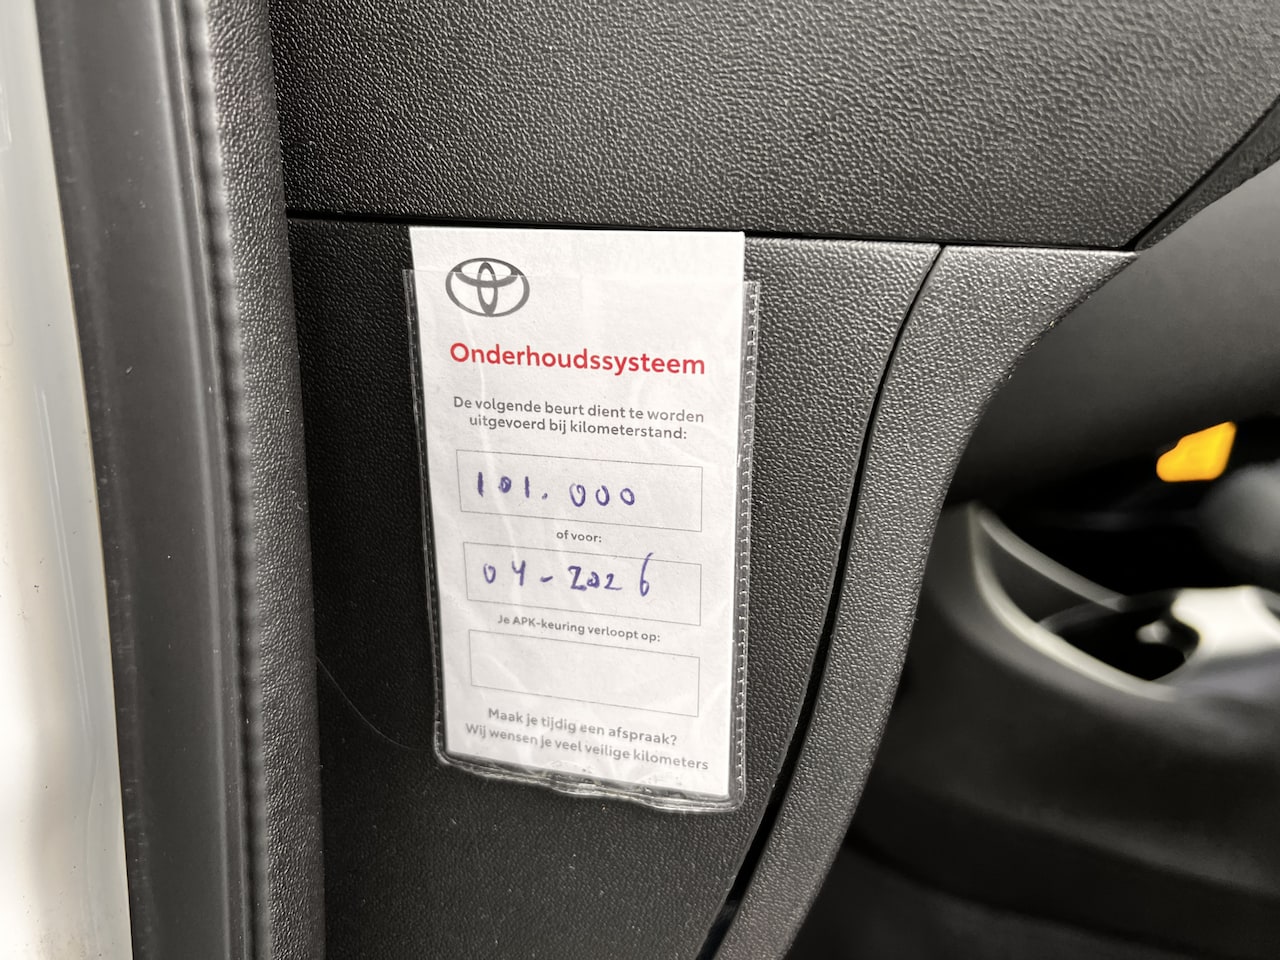 Onderhoudssysteem
De volgende beurt dient te worden
uitgevoerd bij kilometerstand:
101.000
of voor:
04-2026
Je APK-keuring verloopt op:
Maak je tijdig een afspraak?
Wij wensen je veel veilige kilometers